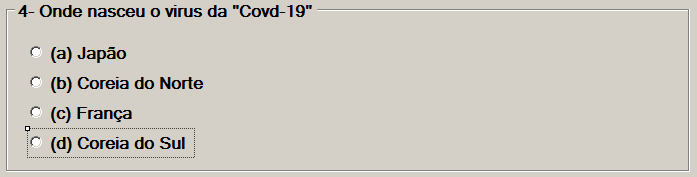 4- Onde nasceu o virus da "Covd-19"
(a) Japão
(b) Coreia do Norte
(c) França
(d) Coreia do Sul